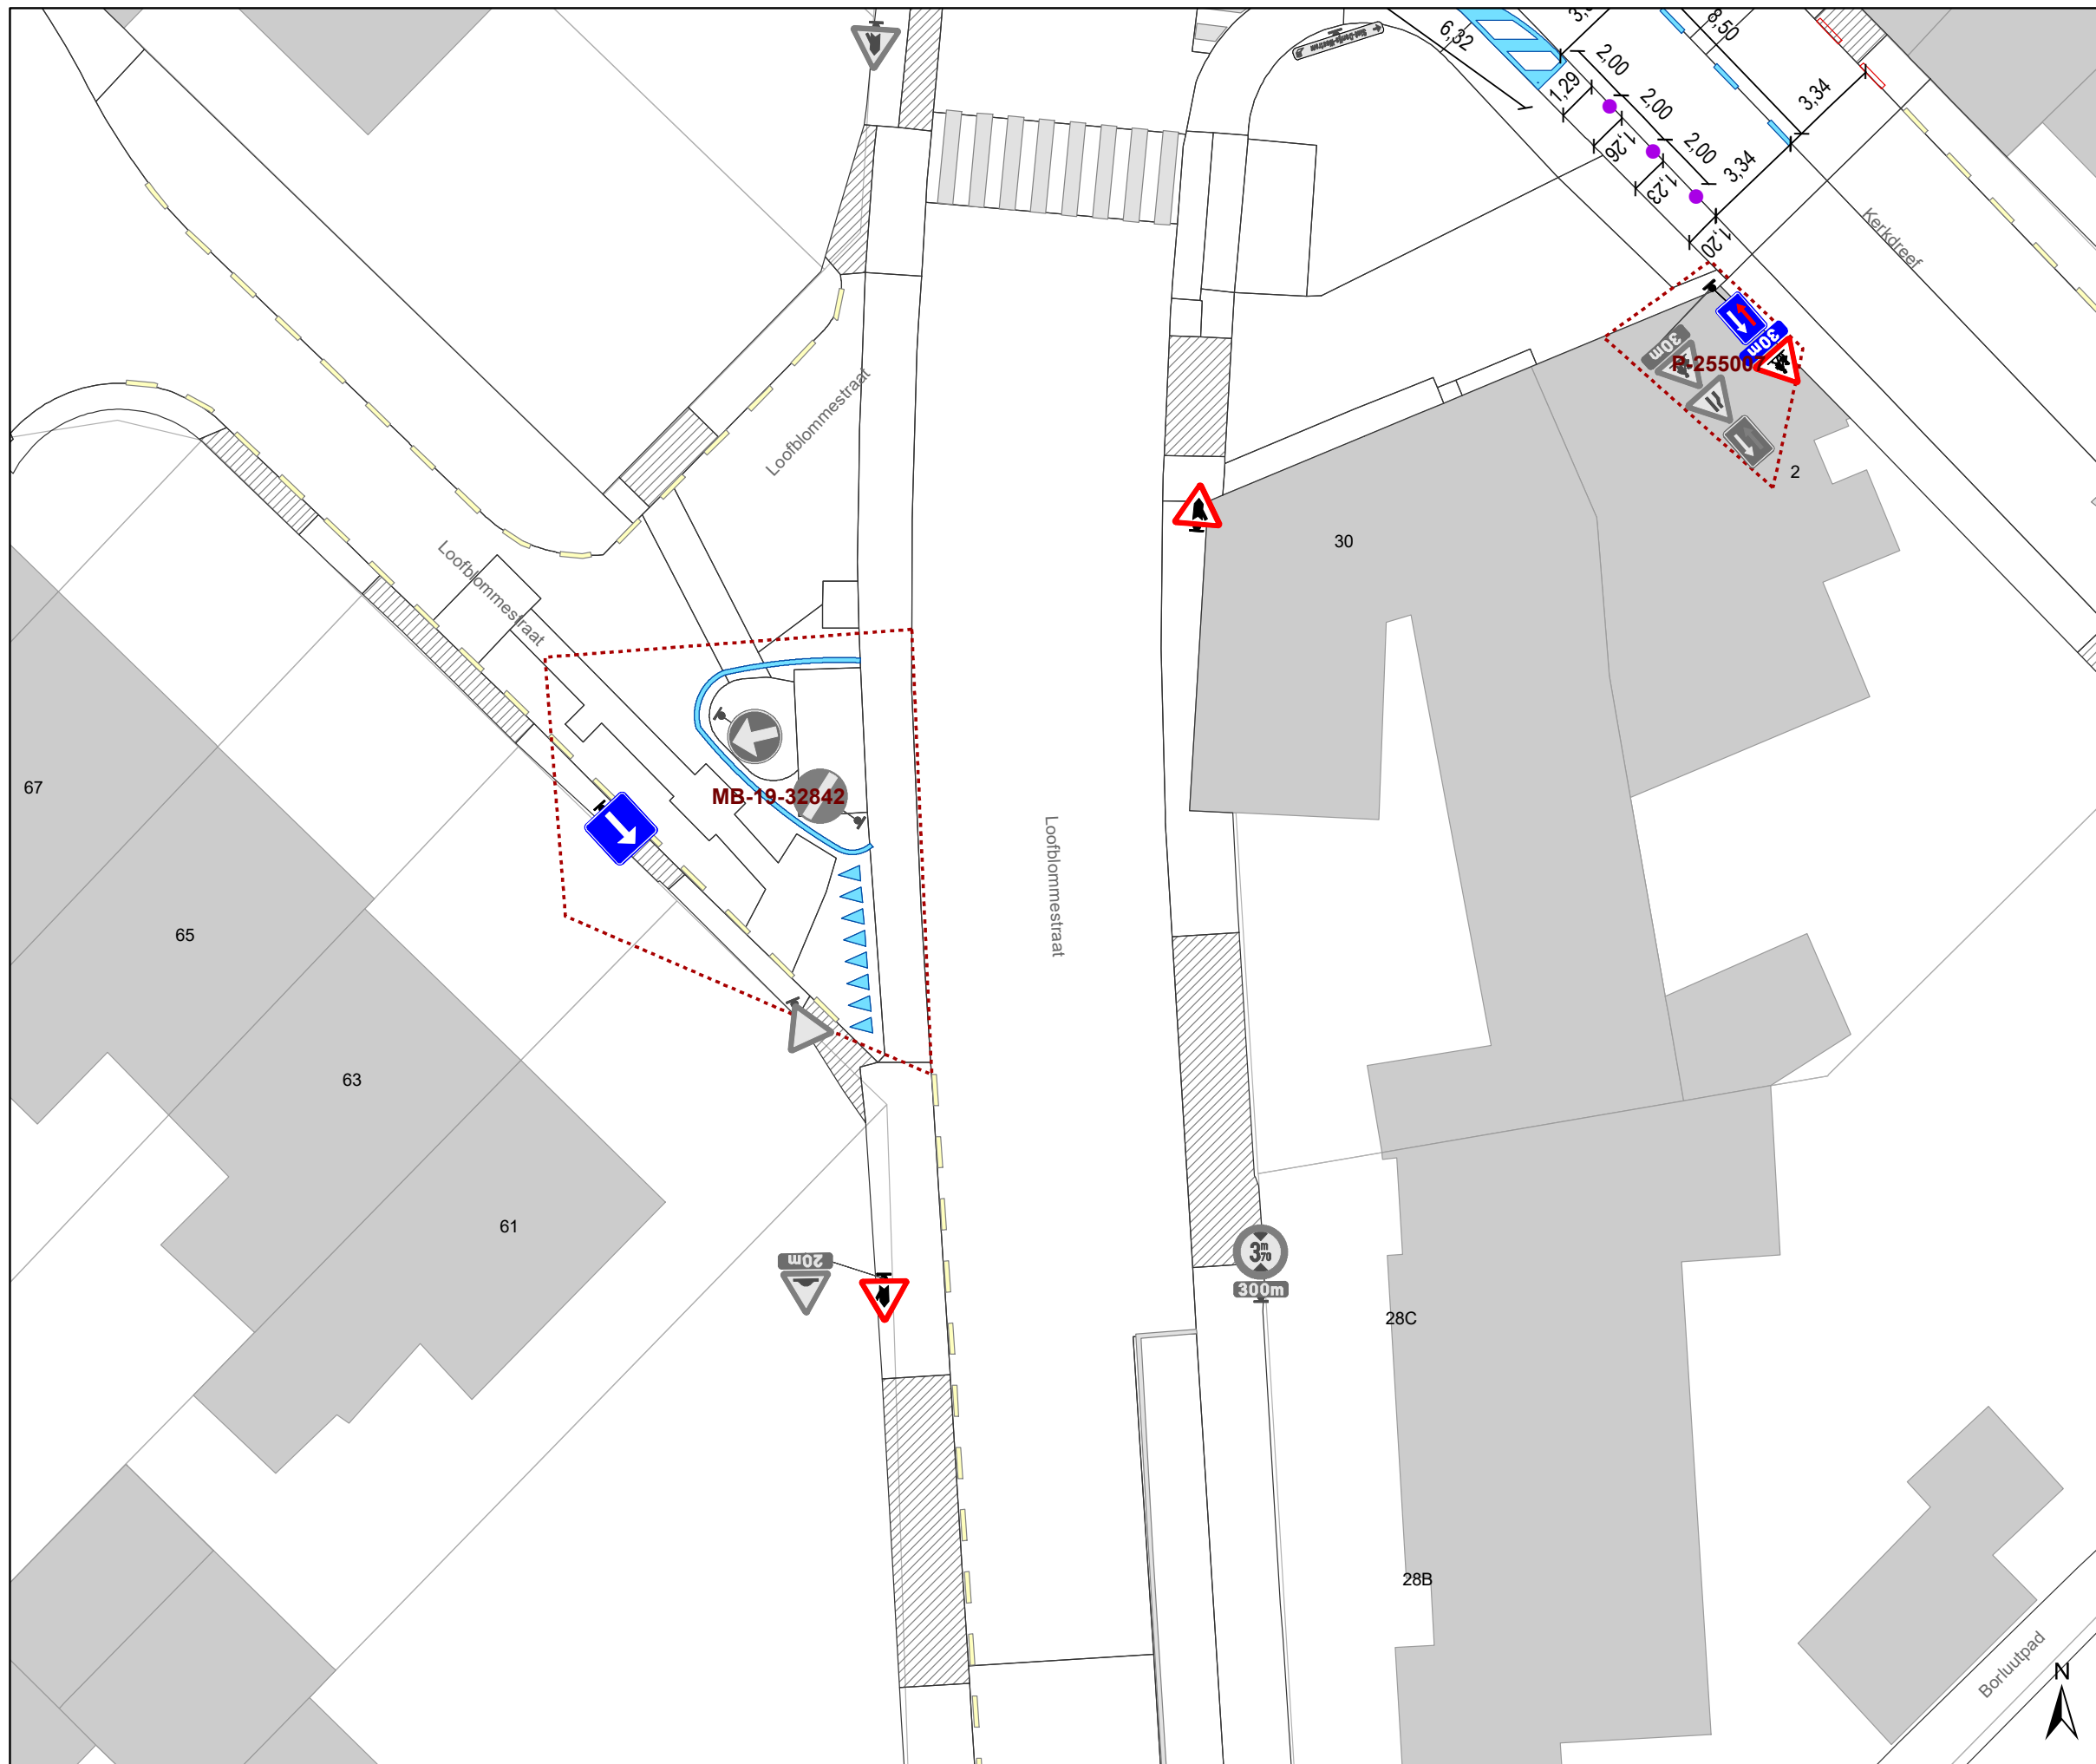 6,32
8,50
2,00
2,00
2,00
1,29
1,26
1,23
1,20
3,34
3,34
Kerkdreef
30m
30m
P-255007
2
Loofblommestraat
Loofblommestraat
30
67
MB-19-32842
Loofblommestraat
65
63
61
20m
3m70
300m
28C
28B
Borluutpad
N